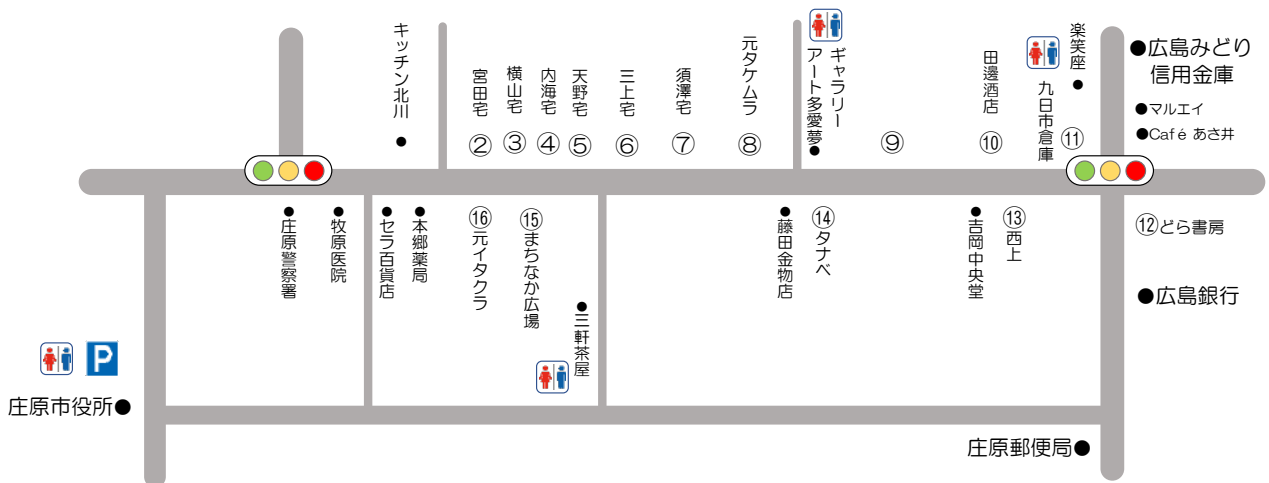 キッチン北川
●
宮田宅
②
横山宅
③
内海宅
④
天野宅
⑤
三上宅
⑥
須澤宅
⑦
元タケムラ
⑧
ギャラリー
アート多愛夢●
⑨
田邊酒店
⑩
九日市倉庫
楽笑座
●
⑪
●広島みどり
信用金庫
●マルエイ
●Café あさ井
●庄原警察署
●牧原医院
●セラ百貨店
●本郷薬局
⑯元イタクラ
⑮まちなか広場
●三軒茶屋
●藤田金物店
⑭タナベ
●吉岡中央堂
⑬西上
⑫どら書房
●広島銀行
P
庄原市役所●
庄原郵便局●